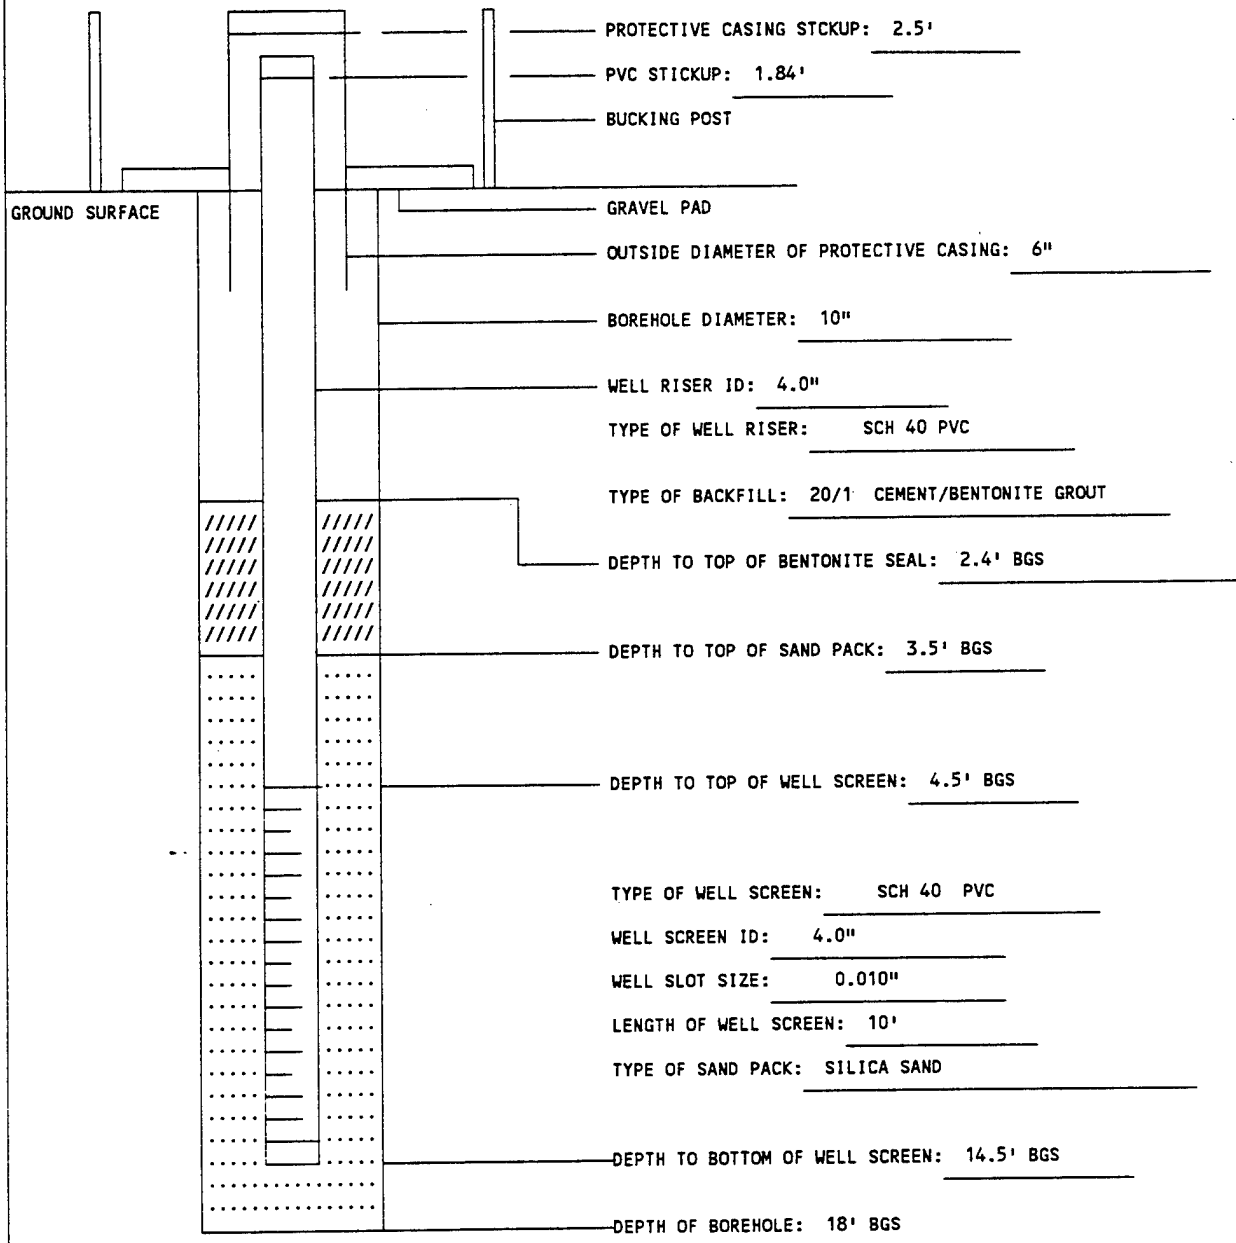 PROTECTIVE CASING STCKUP: 2.5'
PVC STICKUP: 1.84'
BUCKING POST
GROUND SURFACE
GRAVEL PAD
OUTSIDE DIAMETER OF PROTECTIVE CASING: 6"
BOREHOLE DIAMETER: 10"
WELL RISER ID: 4.0"
TYPE OF WELL RISER: SCH 40 PVC
TYPE OF BACKFILL: 20/1 CEMENT/BENTONITE GROUT
DEPTH TO TOP OF BENTONITE SEAL: 2.4' BGS
DEPTH TO TOP OF SAND PACK: 3.5' BGS
DEPTH TO TOP OF WELL SCREEN: 4.5' BGS
TYPE OF WELL SCREEN: SCH 40 PVC
WELL SCREEN ID: 4.0"
WELL SLOT SIZE: 0.010"
LENGTH OF WELL SCREEN: 10'
TYPE OF SAND PACK: SILICA SAND
DEPTH TO BOTTOM OF WELL SCREEN: 14.5' BGS
DEPTH OF BOREHOLE: 18' BGS